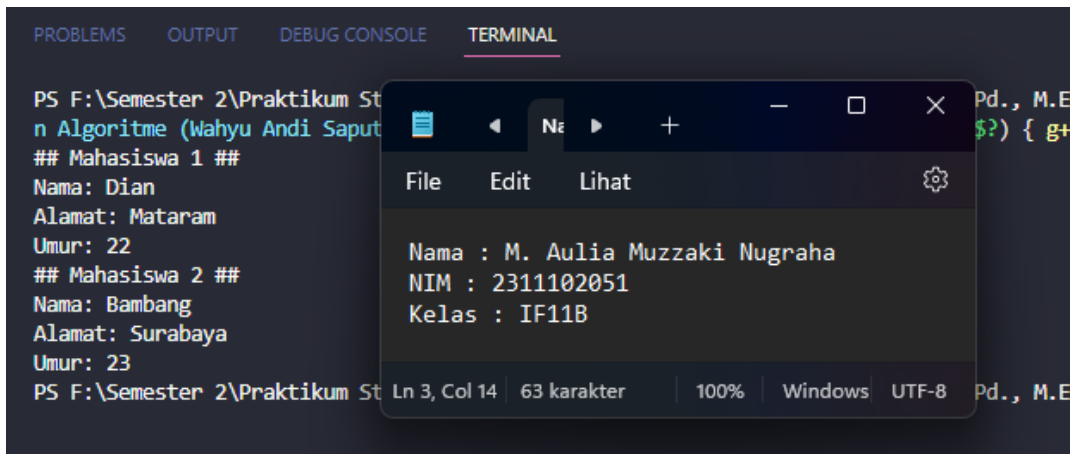 PROBLEMS OUTPUT DEBUG CONSOLE TERMINAL
PS F:\Semester 2\Praktikum St Pd., M.E
n Algoritme (Wahyu Andi Saput $?) { g+
## Mahasiswa 1 ##
Nama: Dian
Alamat: Mataram
Umur: 22
## Mahasiswa 2 ##
Nama: Bambang
Alamat: Surabaya
Umur: 23
PS F:\Semester 2\Praktikum St Pd., M.E
Na
File Edit Lihat
Nama : M. Aulia Muzzaki Nugraha
NIM : 2311102051
Kelas : IF11B
Ln 3, Col 14 63 karakter 100% Windows UTF-8